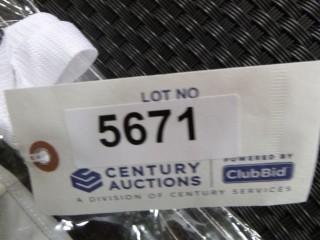 LOT NO
5671
CENTURY AUCTIONS
POWERED BY
ClubBid
A DIVISION OF CENTURY SERVICES